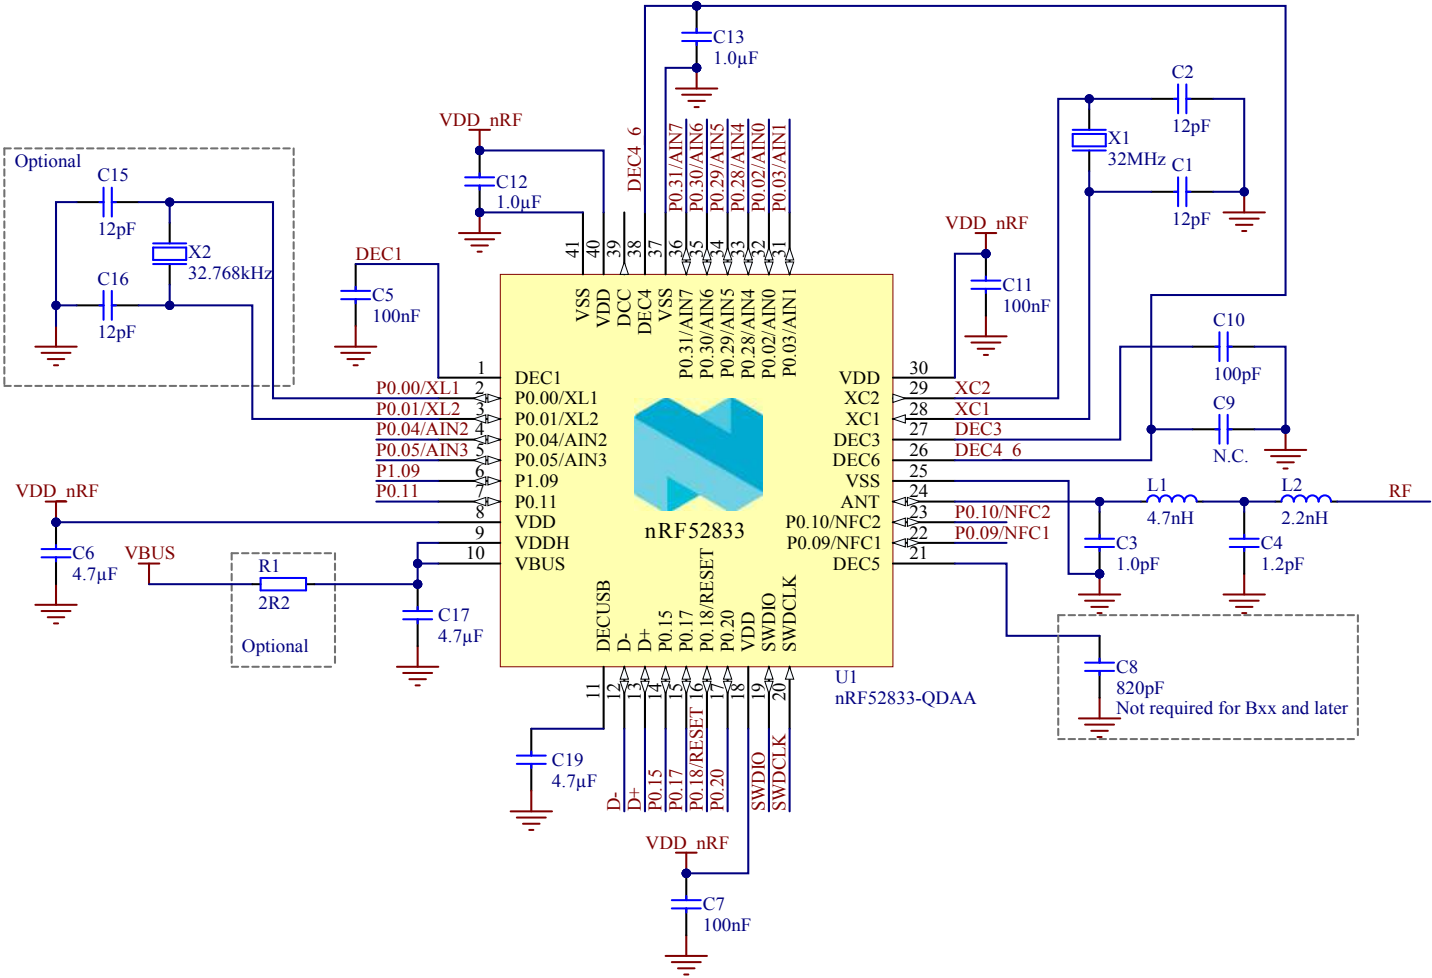 C13
1.0µF
DEC4_6
P0.31/AIN7
P0.30/AIN6
P0.29/AIN5
P0.28/AIN4
P0.02/AIN0
P0.03/AIN1
C2
12pF
X1
32MHz
C1
12pF
VDD_nRF
C12
1.0µF
Optional
C15
12pF
X2
32.768kHz
C16
12pF
DEC1
C5
100nF
VDD_nRF
C11
100nF
C10
100pF
C9
N.C.
41
40
39
38
37
36
35
34
33
32
31
VSS
VDD
DCC
DEC4
VSS
P0.31/AIN7
P0.30/AIN6
P0.29/AIN5
P0.28/AIN4
P0.02/AIN0
P0.03/AIN1
1
DEC1
P0.00/XL1
2
P0.00/XL1
P0.01/XL2
3
P0.01/XL2
P0.04/AIN2
4
P0.04/AIN2
P0.05/AIN3
5
P0.05/AIN3
P1.09
6
P1.09
P0.11
7
P0.11
8
VDD
9
VDDH
10
VBUS
nRF52833
VDD
30
XC2
29
XC2
XC1
28
XC1
DEC3
27
DEC3
DEC6
26
DEC4_6
VSS
25
ANT
24
P0.10/NFC2
23
P0.10/NFC2
P0.09/NFC1
22
P0.09/NFC1
DEC5
21
L1
4.7nH
L2
2.2nH
RF
C3
1.0pF
C4
1.2pF
VDD_nRF
C6
4.7µF
VBUS
R1
2R2
Optional
C17
4.7µF
DECUSB
D-
D+
P0.15
P0.17
P0.18/RESET
P0.20
VDD
SWDIO
SWDCLK
11
12
13
14
15
16
17
18
19
20
U1
nRF52833-QDAA
C8
820pF
Not required for Bxx and later
C19
4.7µF
D-
D+
P0.15
P0.17
P0.18/RESET
P0.20
SWDIO
SWDCLK
VDD_nRF
C7
100nF